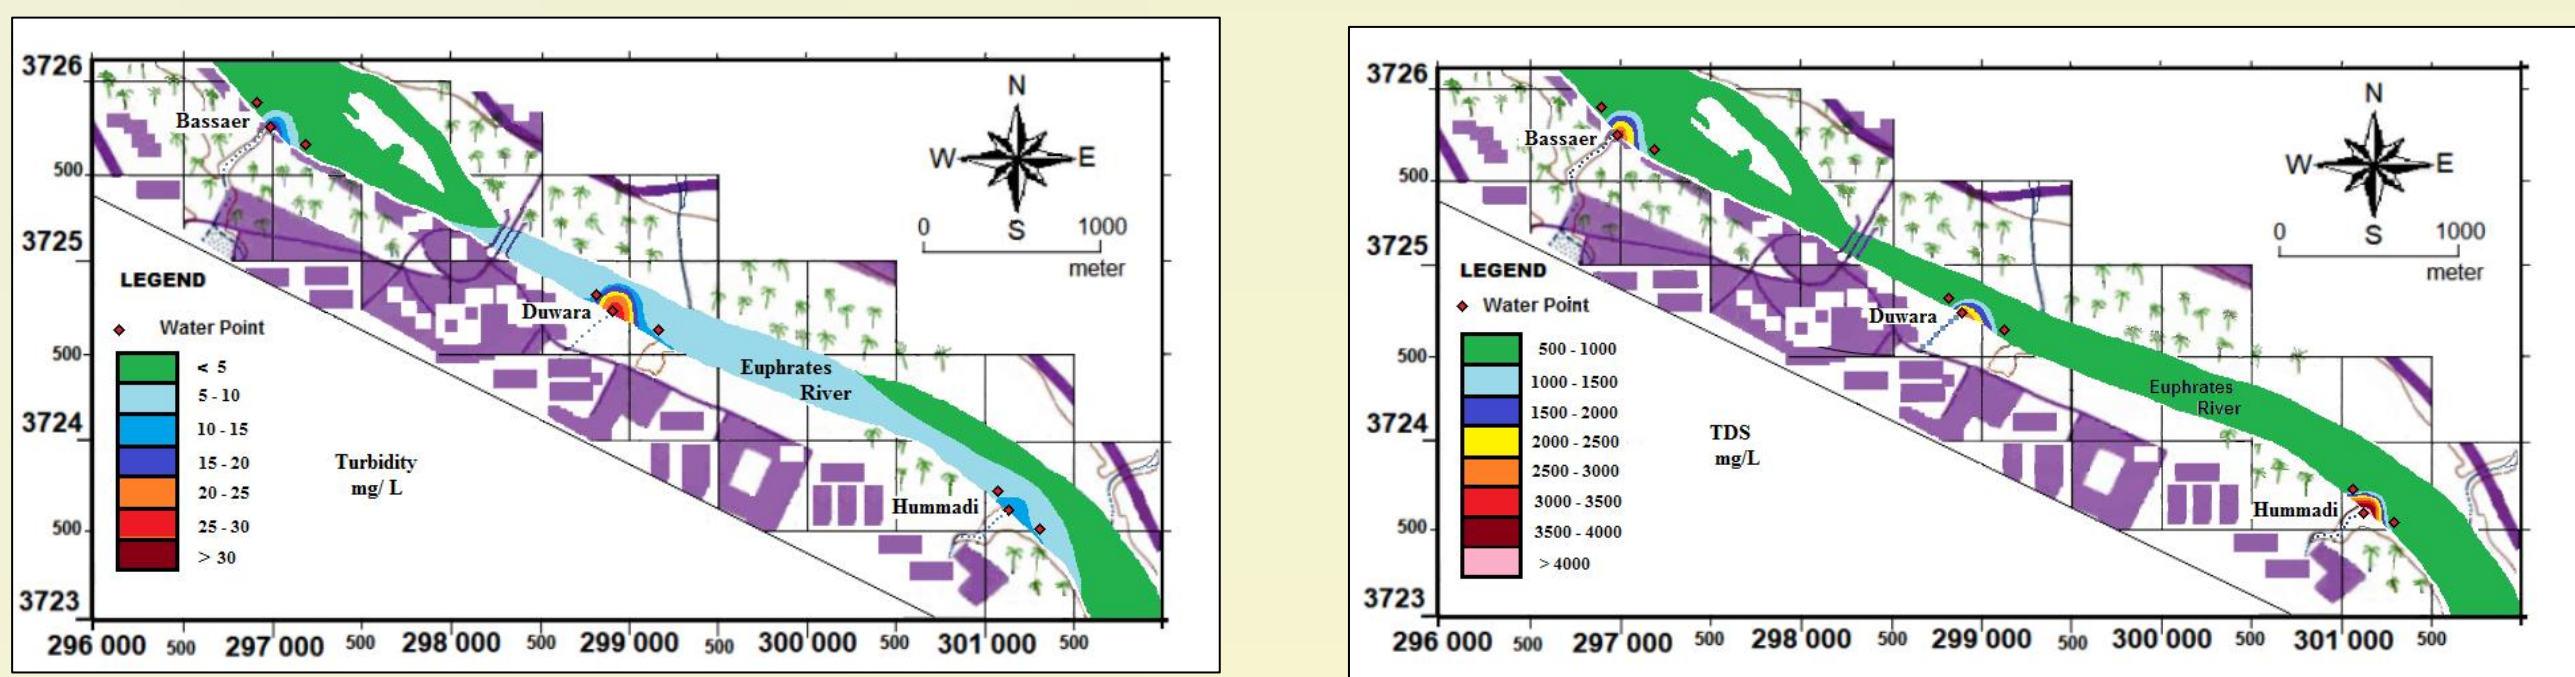 3726
500
3725
500
3724
500
3723
296 000 500 297 000 500 298 000 500 299 000 500 300 000 500 301 000 500
Bassaer
Duwara
Euphrates
River
Hummadi
N
W E
S
0 1000
meter
LEGEND
Water Point
< 5
5 - 10
10 - 15
15 - 20
20 - 25
25 - 30
> 30
Turbidity
mg/ L
3726
500
3725
500
3724
500
3723
296 000 500 297 000 500 298 000 500 299 000 500 300 000 500 301 000 500
Bassaer
Duwara
Euphrates
River
Hummadi
N
W E
S
0 1000
meter
LEGEND
Water Point
500 - 1000
1000 - 1500
1500 - 2000
2000 - 2500
2500 - 3000
3000 - 3500
3500 - 4000
> 4000
TDS
mg/L